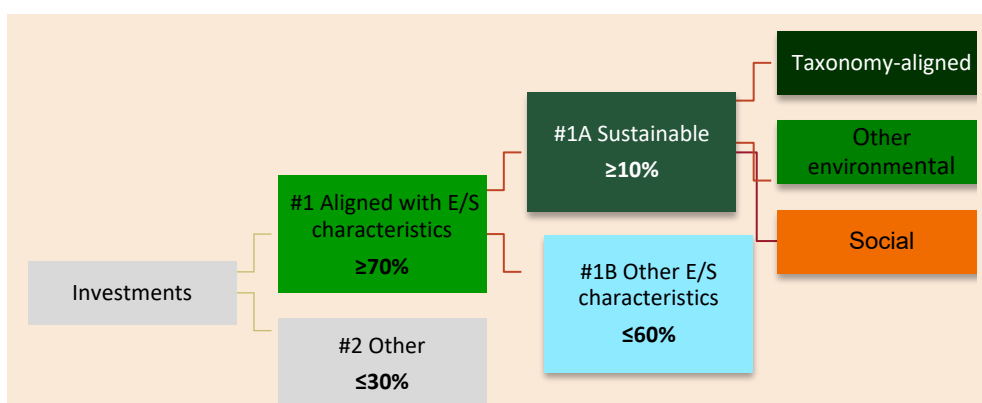 Investments
#1 Aligned with E/S
characteristics
≥70%
#2 Other
≤30%
#1A Sustainable
≥10%
#1B Other E/S
characteristics
≤60%
Taxonomy-aligned
Other
environmental
Social